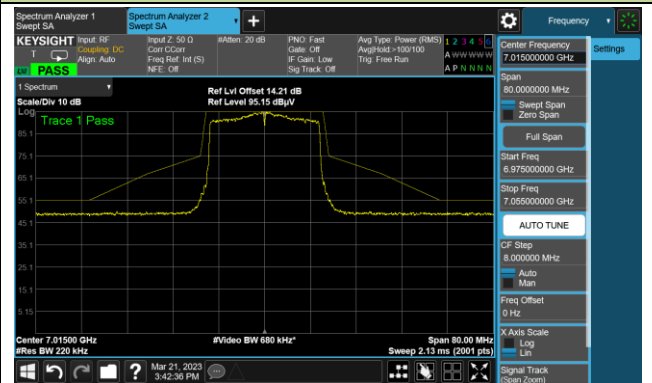 Spectrum Analyzer 1
Swept SA
Spectrum Analyzer 2
Swept SA
+
Frequency
KEYSIGHT
T
LXI
PASS
Input: RF
Coupling: DC
Align: Auto
Input Z: 50 Ω
Corr CCorr
Freq Ref: Int (S)
NFE: Off
#Atten: 20 dB
PNO: Fast
Gate: Off
IF Gain: Low
Sig Track: Off
Avg Type: Power (RMS)
Avg|Hold:>100/100
Trig: Free Run
1 2 3 4 5 6
A W W W W W
A P N N N N
1 Spectrum
Scale/Div 10 dB
Ref Lvl Offset 14.21 dB
Ref Level 95.15 dBµV
Log
Trace 1 Pass
85.1
75.1
65.1
55.1
45.1
35.1
25.1
15.1
5.15
Center 7.01500 GHz
#Res BW 220 kHz
#Video BW 680 kHz*
Span 80.00 MHz
Sweep 2.13 ms (2001 pts)
Center Frequency
7.015000000 GHz
Settings
Span
80.0000000 MHz
Swept Span
Zero Span
Full Span
Start Freq
6.975000000 GHz
Stop Freq
7.055000000 GHz
AUTO TUNE
CF Step
8.000000 MHz
Auto
Man
Freq Offset
0 Hz
X Axis Scale
Log
Lin
Signal Track
(Span Zoom)
?
Mar 21, 2023
3:42:36 PM